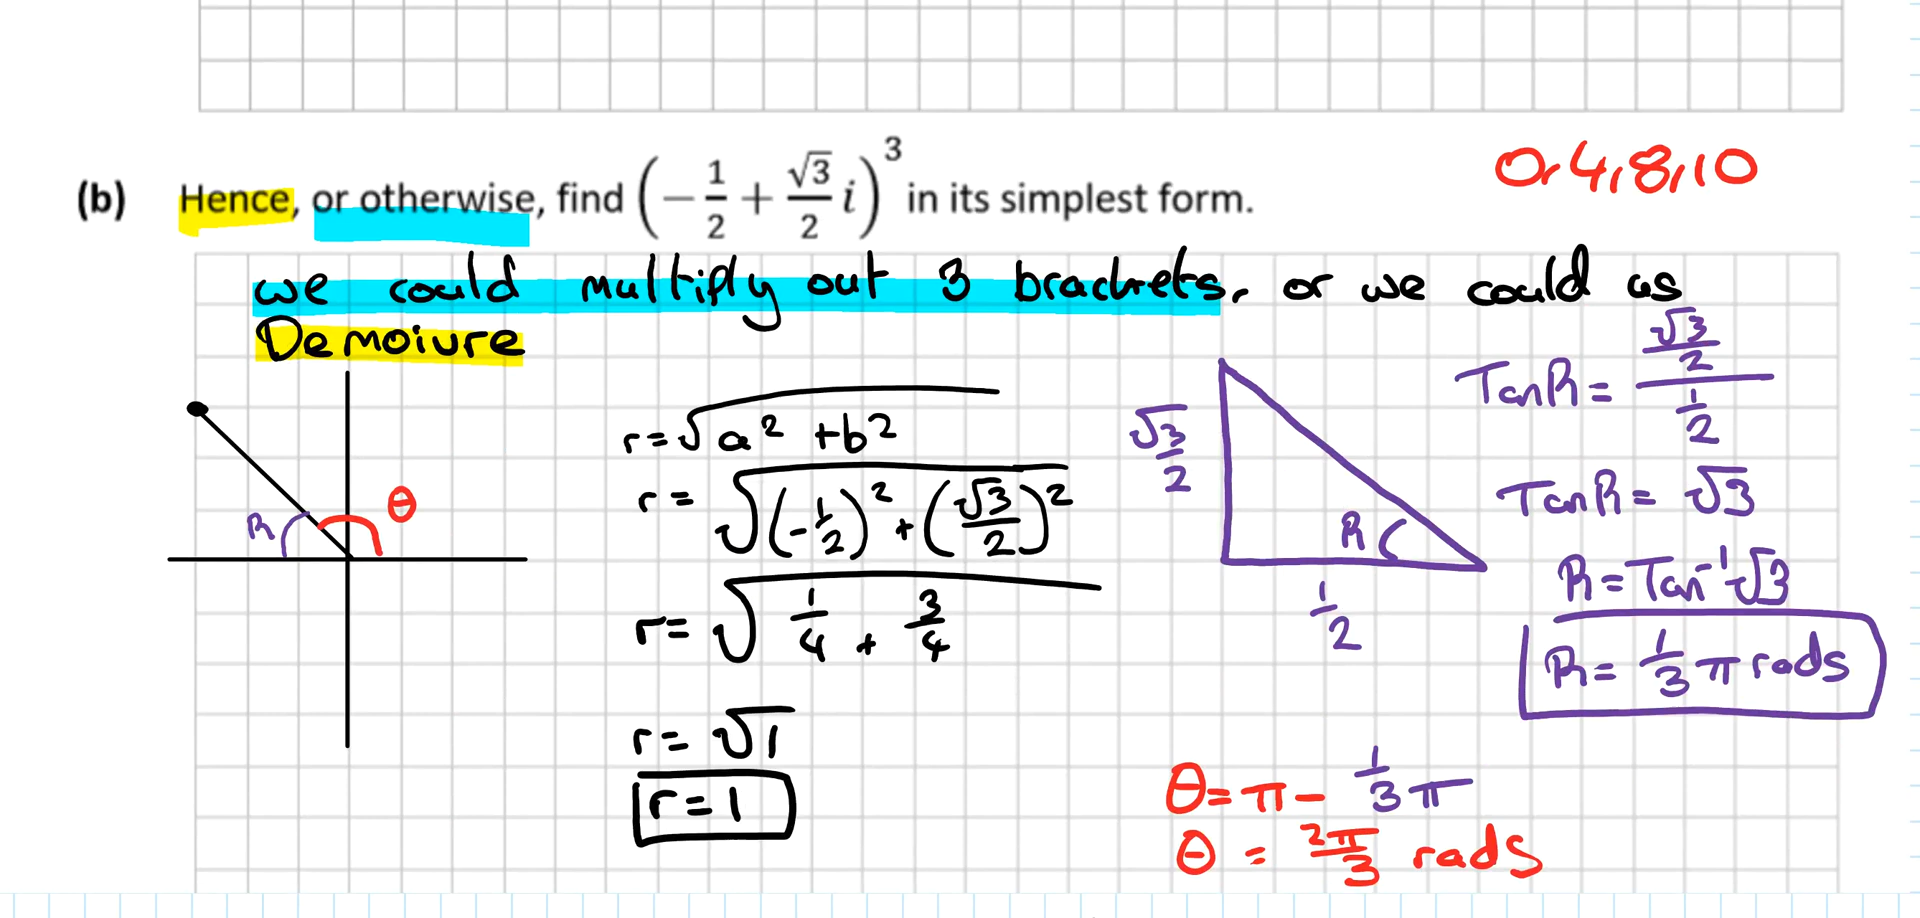 (b) Hence, or otherwise, find (−1/2 + √3/2 i)³ in its simplest form.
0,4,8,10
we could multiply out 3 brackets, or we could us
Demoivre
θ
R
r=√a² +b²
r= √(-1/2)² + (√3/2)²
r= √1/4 + 3/4
r= √1
r=1
√3/2
R
1/2
TanR= √3/2 / 1/2
TanR= √3
R=Tan⁻¹√3
R= 1/3 π rads
θ= π− 1/3 π
θ = 2π/3 rads